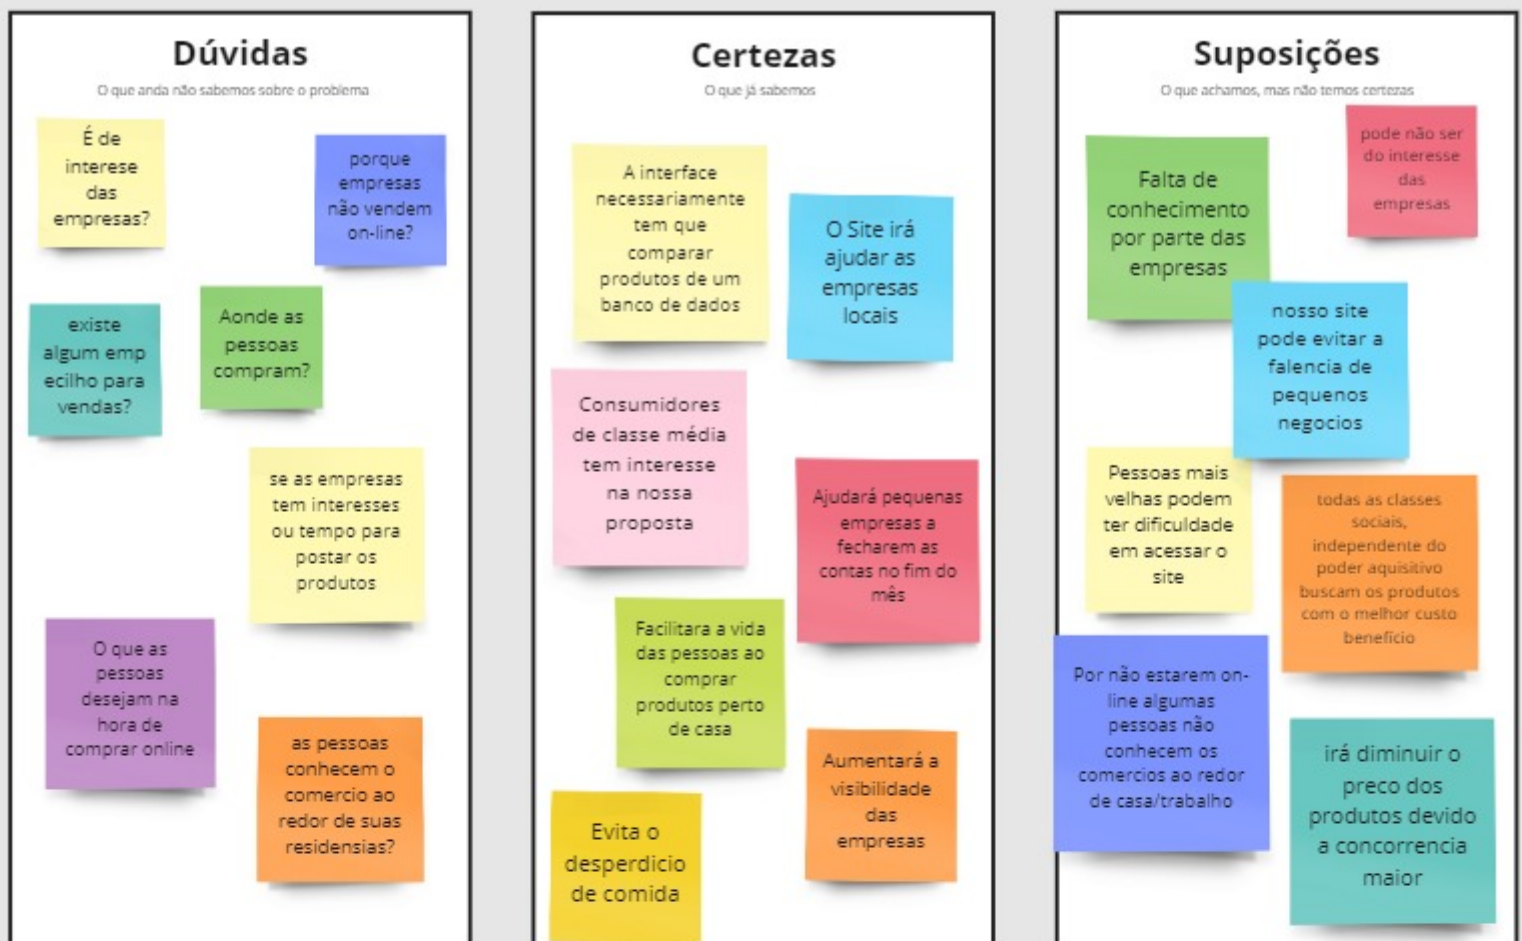 Dúvidas
O que anda não sabemos sobre o problema
É de
interese
das
empresas?
porque
empresas
não vendem
on-line?
existe
algum emp
ecilho para
vendas?
Aonde as
pessoas
compram?
se as empresas
tem interesses
ou tempo para
postar os
produtos
O que as
pessoas
desejam na
hora de
comprar online
as pessoas
conhecem o
comercio ao
redor de suas
residensias?
Certezas
O que já sabemos
A interface
necessariamente
tem que
comparar
produtos de um
banco de dados
O Site irá
ajudar as
empresas
locais
Consumidores
de classe média
tem interesse
na nossa
proposta
Ajudará pequenas
empresas a
fecharem as
contas no fim do
mês
Facilitara a vida
das pessoas ao
comprar
produtos perto
de casa
Aumentará a
visibilidade
das
empresas
Evita o
desperdicio
de comida
Suposições
O que achamos, mas não temos certezas
Falta de
conhecimento
por parte das
empresas
pode não ser
do interesse
das
empresas
nosso site
pode evitar a
falencia de
pequenos
negocios
Pessoas mais
velhas podem
ter dificuldade
em acessar o
site
todas as classes
sociais,
independente do
poder aquisitivo
buscam os produtos
com o melhor custo
benefício
Por não estarem on-
line algumas
pessoas não
conhecem os
comercios ao redor
de casa/trabalho
irá diminuir o
preco dos
produtos devido
a concorrencia
maior